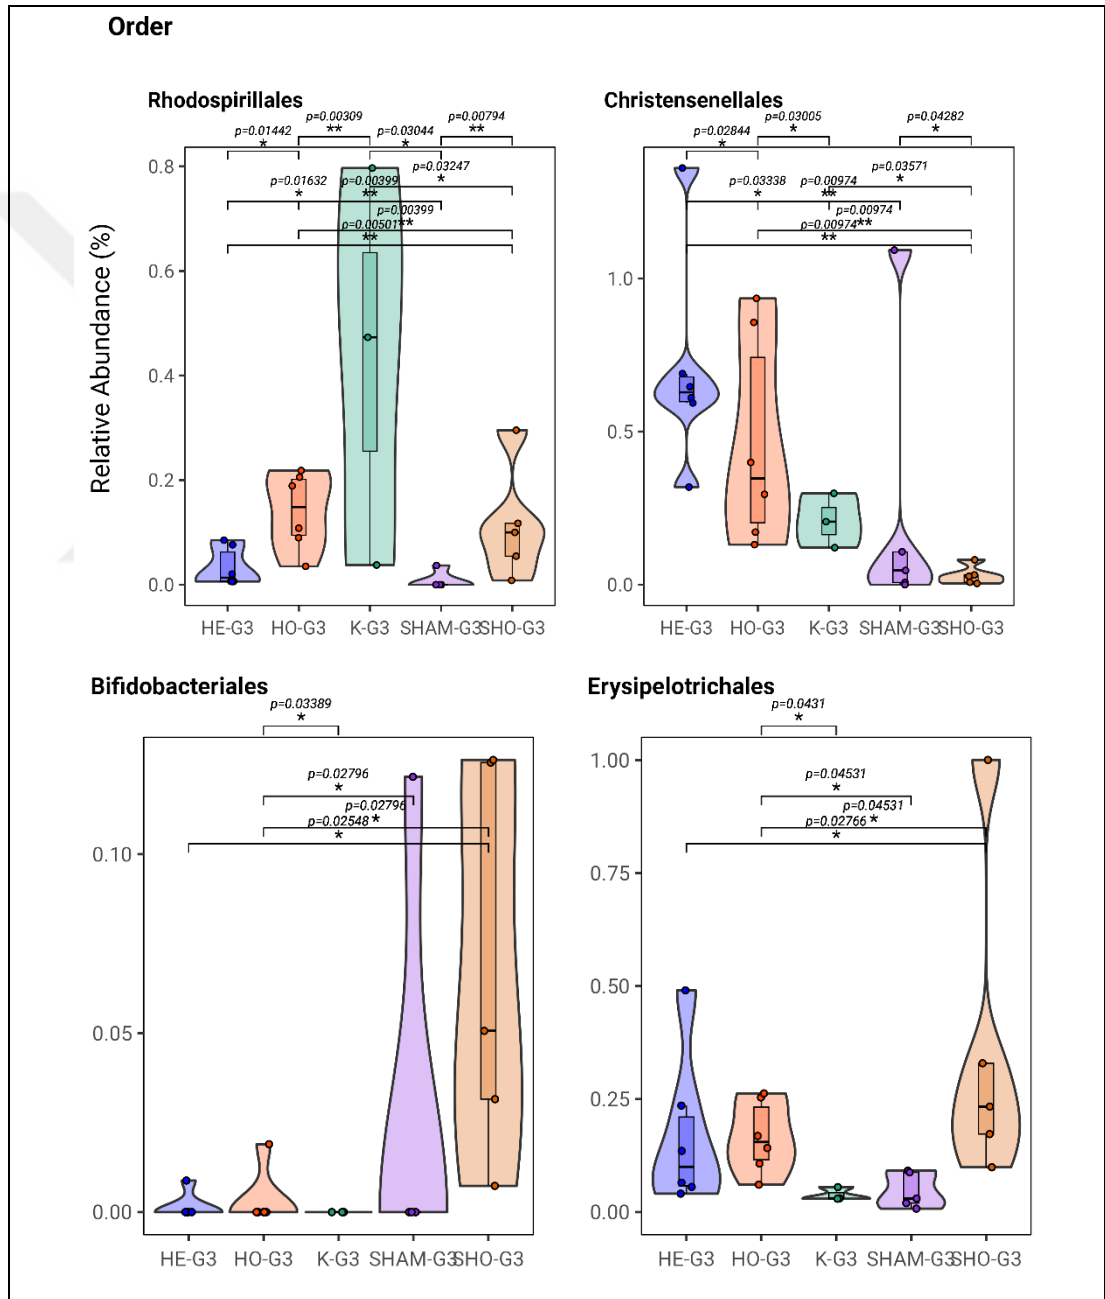 Order
Rhodospirillales
p=0.00309
**
p=0.00794
**
p=0.01442
*
p=0.03044
*
p=0.03247
*
p=0.01632
*
p=0.00399
**
p=0.00399
**
p=0.00501
**
Relative Abundance (%)
0.8
0.6
0.4
0.2
0.0
HE-G3 HO-G3 K-G3 SHAM-G3 SHO-G3
Christensenellales
p=0.03005
*
p=0.04282
*
p=0.02844
*
p=0.03571
*
p=0.03338
*
p=0.00974
**
p=0.00974
**
p=0.00974
**
1.0
0.5
0.0
HE-G3 HO-G3 K-G3 SHAM-G3 SHO-G3
Bifidobacteriales
p=0.03389
*
p=0.02796
*
p=0.02796
*
p=0.02548
*
0.10
0.05
0.00
HE-G3 HO-G3 K-G3 SHAM-G3 SHO-G3
Erysipelotrichales
p=0.0431
*
p=0.04531
*
p=0.04531
*
p=0.02766
*
1.00
0.75
0.50
0.25
0.00
HE-G3 HO-G3 K-G3 SHAM-G3 SHO-G3